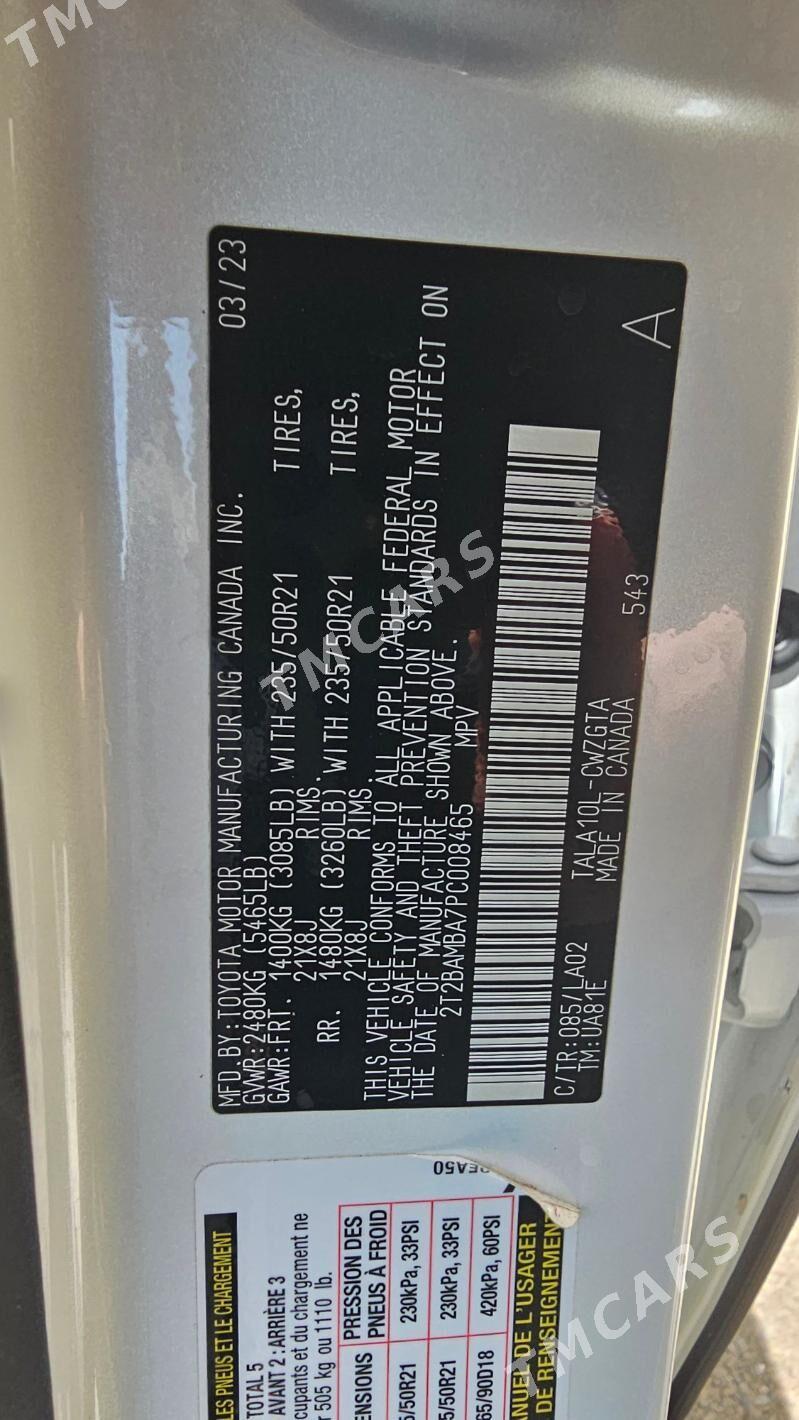 MFD.BY:TOYOTA MOTOR MANUFACTURING CANADA INC. 03/23
GVWR:2480KG (5465LB)
GAWR:FRT. 1400KG (3085LB) WITH 235/50R21 TIRES,
21X8J RIMS.
RR. 1480KG (3260LB) WITH 235/50R21 TIRES,
21X8J RIMS.
THIS VEHICLE CONFORMS TO ALL APPLICABLE FEDERAL MOTOR
VEHICLE SAFETY AND THEFT PREVENTION STANDARDS IN EFFECT ON
THE DATE OF MANUFACTURE SHOWN ABOVE.
2T2BAMBA7PC008465 MPV
C/TR:085/LA02 TALA10L-CWZGTA
TM:UA81E MADE IN CANADA 543
A
LES PNEUS ET LE CHARGEMENT
TOTAL 5
AVANT 2:ARRIÈRE 3
cupants et du chargement ne
r 505 kg ou 1110 lb.
ENSIONS PRESSION DES
PNEUS À FROID
5/50R21 230kPa, 33PSI
5/50R21 230kPa, 33PSI
65/90D18 420kPa, 60PSI
ANUEL DE L'USAGER
DE RENSEIGNEMENT
EA50
TMCARS
TMCARS
TMC